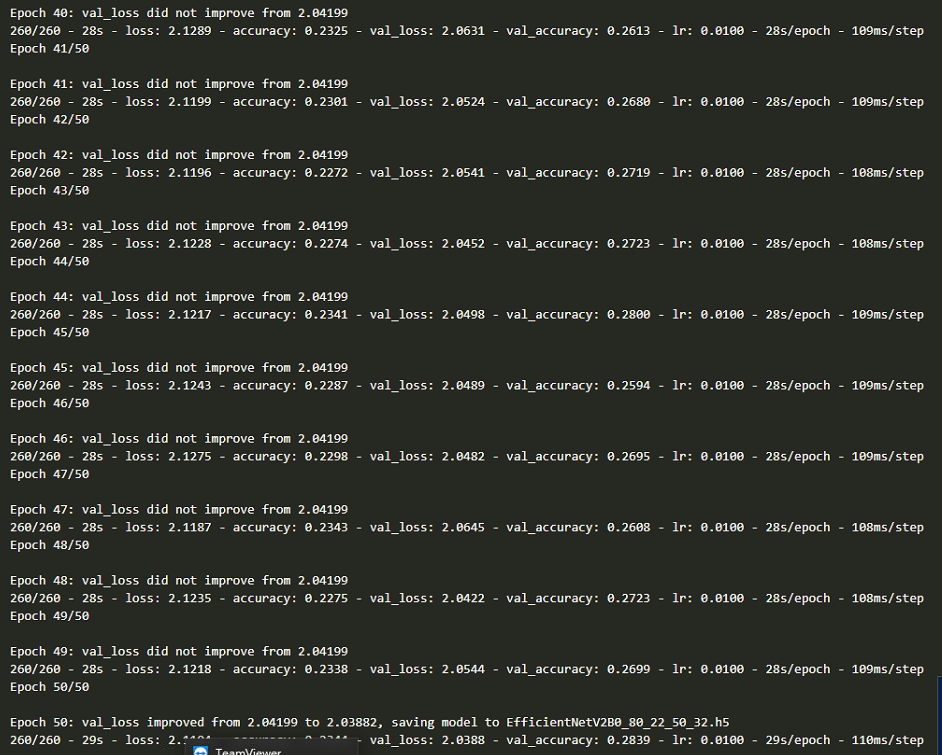 Epoch 40: val_loss did not improve from 2.04199
260/260 - 28s - loss: 2.1289 - accuracy: 0.2325 - val_loss: 2.0631 - val_accuracy: 0.2613 - lr: 0.0100 - 28s/epoch - 109ms/step
Epoch 41/50
Epoch 41: val_loss did not improve from 2.04199
260/260 - 28s - loss: 2.1199 - accuracy: 0.2301 - val_loss: 2.0524 - val_accuracy: 0.2680 - lr: 0.0100 - 28s/epoch - 109ms/step
Epoch 42/50
Epoch 42: val_loss did not improve from 2.04199
260/260 - 28s - loss: 2.1196 - accuracy: 0.2272 - val_loss: 2.0541 - val_accuracy: 0.2719 - lr: 0.0100 - 28s/epoch - 108ms/step
Epoch 43/50
Epoch 43: val_loss did not improve from 2.04199
260/260 - 28s - loss: 2.1228 - accuracy: 0.2274 - val_loss: 2.0452 - val_accuracy: 0.2723 - lr: 0.0100 - 28s/epoch - 108ms/step
Epoch 44/50
Epoch 44: val_loss did not improve from 2.04199
260/260 - 28s - loss: 2.1217 - accuracy: 0.2341 - val_loss: 2.0498 - val_accuracy: 0.2800 - lr: 0.0100 - 28s/epoch - 109ms/step
Epoch 45/50
Epoch 45: val_loss did not improve from 2.04199
260/260 - 28s - loss: 2.1243 - accuracy: 0.2287 - val_loss: 2.0489 - val_accuracy: 0.2594 - lr: 0.0100 - 28s/epoch - 109ms/step
Epoch 46/50
Epoch 46: val_loss did not improve from 2.04199
260/260 - 28s - loss: 2.1275 - accuracy: 0.2298 - val_loss: 2.0482 - val_accuracy: 0.2695 - lr: 0.0100 - 28s/epoch - 109ms/step
Epoch 47/50
Epoch 47: val_loss did not improve from 2.04199
260/260 - 28s - loss: 2.1187 - accuracy: 0.2343 - val_loss: 2.0645 - val_accuracy: 0.2608 - lr: 0.0100 - 28s/epoch - 108ms/step
Epoch 48/50
Epoch 48: val_loss did not improve from 2.04199
260/260 - 28s - loss: 2.1235 - accuracy: 0.2275 - val_loss: 2.0422 - val_accuracy: 0.2723 - lr: 0.0100 - 28s/epoch - 108ms/step
Epoch 49/50
Epoch 49: val_loss did not improve from 2.04199
260/260 - 28s - loss: 2.1218 - accuracy: 0.2338 - val_loss: 2.0544 - val_accuracy: 0.2699 - lr: 0.0100 - 28s/epoch - 109ms/step
Epoch 50/50
Epoch 50: val_loss improved from 2.04199 to 2.03882, saving model to EfficientNetV2B0_80_22_50_32.h5
260/260 - 29s - loss: - val_loss: 2.0388 - val_accuracy: 0.2839 - lr: 0.0100 - 29s/epoch - 110ms/step
TeamViewer